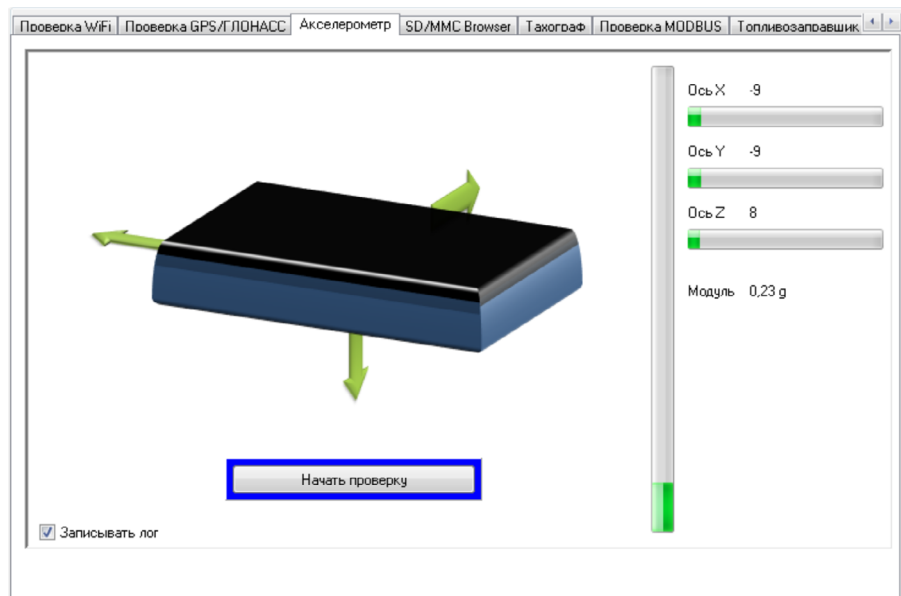 Проверка WiFi Проверка GPS/ГЛОНАСС Акселерометр SD/MMC Browser Тахограф Проверка MODBUS Топливозаправщик
Ось X -9
Ось Y -9
Ось Z 8
Модуль 0,23 g
Начать проверку
Записывать лог